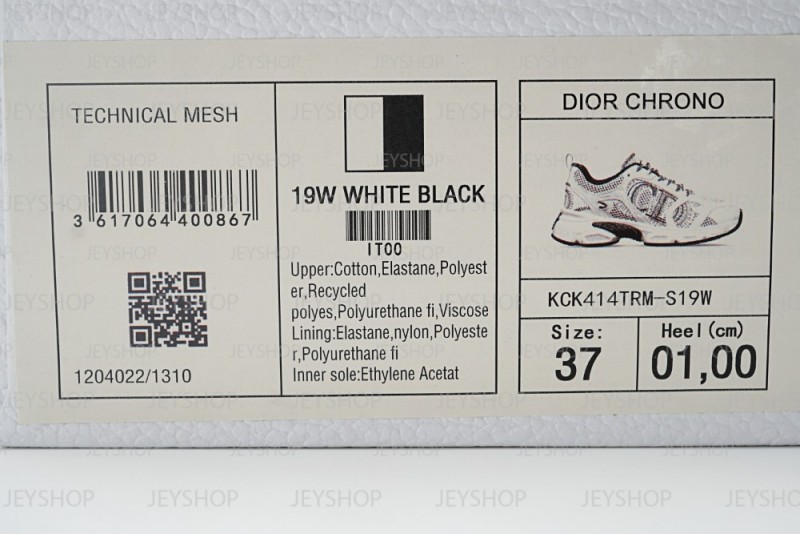 TECHNICAL MESH
3 617064 400867
1204022/1310
19W WHITE BLACK
IT00
Upper:Cotton,Elastane,Polyest
er,Recycled
polyes,Polyurethane fi,Viscose
Lining:Elastane,nylon,Polyeste
r,Polyurethane fi
Inner sole:Ethylene Acetat
DIOR CHRONO
KCK414TRM-S19W
Size:
37
Heel(cm)
01,00
JEYSHOP